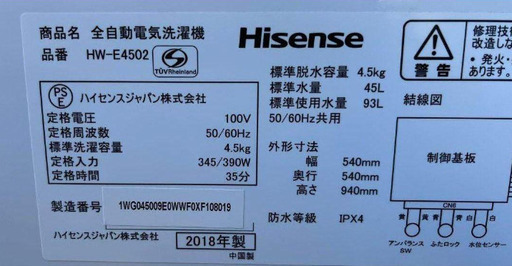 商品名 全自動電気洗濯機
品番 HW-E4502
TÜVRheinland
PS
E
ハイセンスジャパン株式会社
定格電圧 100V
定格周波数 50/60Hz
標準洗濯容量 4.5kg
定格入力 345/390W
定格時間 35分
製造番号 1WG045009E0WWF0XF108019
ハイセンスジャパン株式会社 2018年製
中国製
Hisense
標準脱水容量 4.5kg
標準水量 45L
標準使用水量 93L
50/60Hz共用
外形寸法
幅 540mm
奥行 540mm
高さ 940mm
防水等級 IPX4
警告
修理技
改造しな
・発火・
あります。
結線図
制御基板
CN6
黄 黄 青 青 白 白
アンバランス
SW
ふたロック
水位センサー